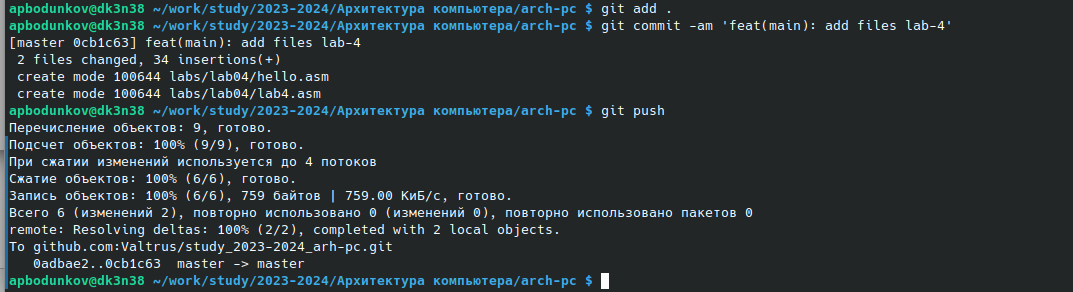 apbodunkov@dk3n38 ~/work/study/2023-2024/Архитектура компьютера/arch-pc $ git add .
apbodunkov@dk3n38 ~/work/study/2023-2024/Архитектура компьютера/arch-pc $ git commit -am 'feat(main): add files lab-4'
[master 0cb1c63] feat(main): add files lab-4
 2 files changed, 34 insertions(+)
 create mode 100644 labs/lab04/hello.asm
 create mode 100644 labs/lab04/lab4.asm
apbodunkov@dk3n38 ~/work/study/2023-2024/Архитектура компьютера/arch-pc $ git push
Перечисление объектов: 9, готово.
Подсчет объектов: 100% (9/9), готово.
При сжатии изменений используется до 4 потоков
Сжатие объектов: 100% (6/6), готово.
Запись объектов: 100% (6/6), 759 байтов | 759.00 КиБ/с, готово.
Всего 6 (изменений 2), повторно использовано 0 (изменений 0), повторно использовано пакетов 0
remote: Resolving deltas: 100% (2/2), completed with 2 local objects.
To github.com:Valtrus/study_2023-2024_arh-pc.git
   0adbae2..0cb1c63  master -> master
apbodunkov@dk3n38 ~/work/study/2023-2024/Архитектура компьютера/arch-pc $